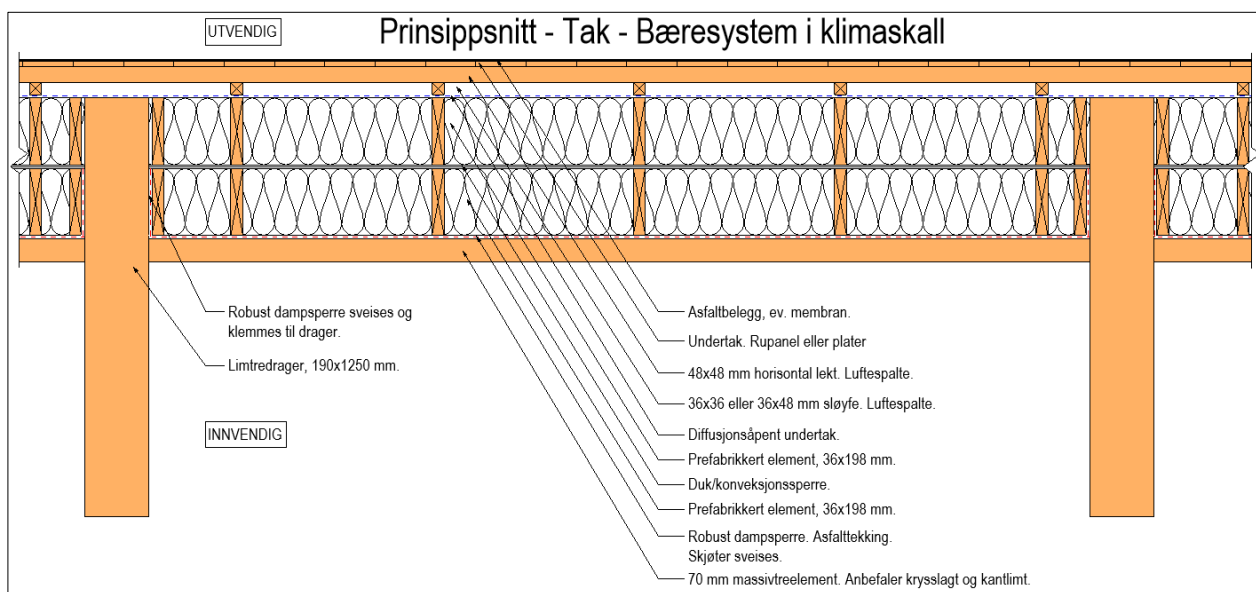 UTVENDIG
Prinsippsnitt - Tak - Bæresystem i klimaskall
Robust dampsperre sveises og
klemmes til drager.
Limtredrager, 190x1250 mm.
INNVENDIG
Asfaltbelegg, ev. membran.
Undertak. Rupanel eller plater
48x48 mm horisontal lekt. Luftespalte.
36x36 eller 36x48 mm sløyfe. Luftespalte.
Diffusjonsåpent undertak.
Prefabrikkert element, 36x198 mm.
Duk/konveksjonssperre.
Prefabrikkert element, 36x198 mm.
Robust dampsperre. Asfalttekking.
Skjøter sveises.
70 mm massivtreelement. Anbefaler krysslagt og kantlimt.